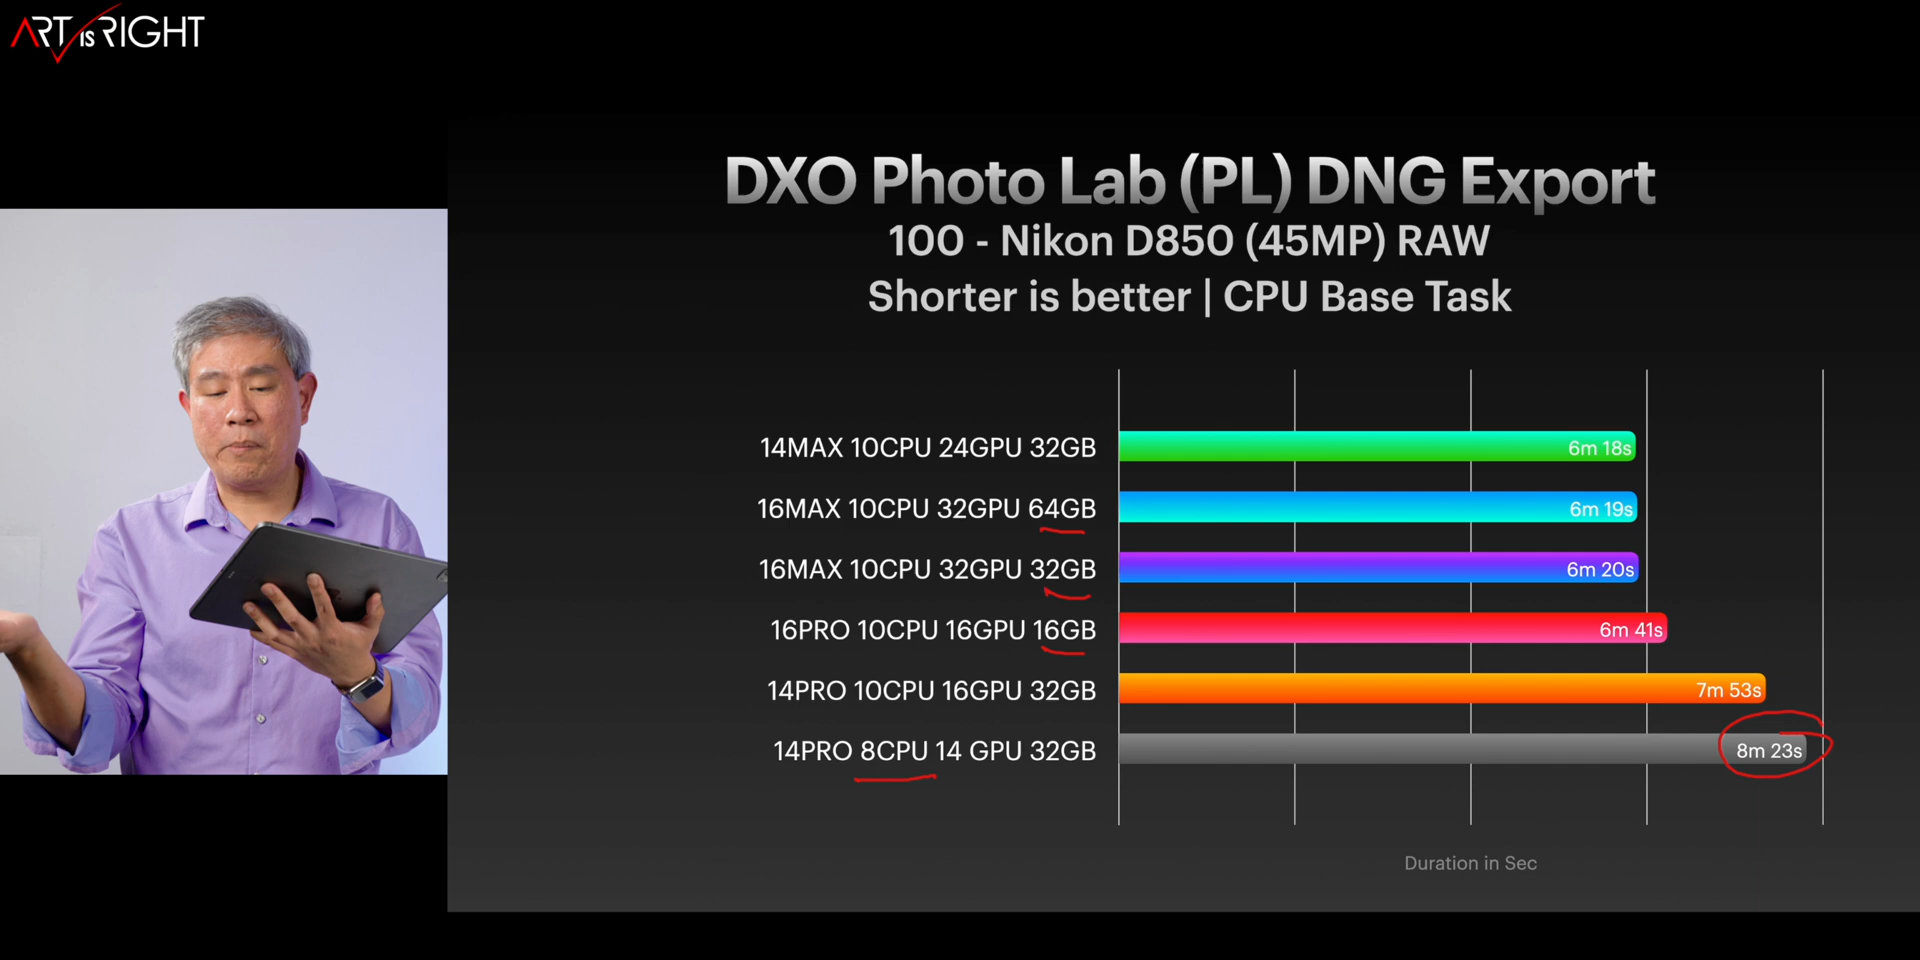 ART IS RIGHT
DXO Photo Lab (PL) DNG Export
100 - Nikon D850 (45MP) RAW
Shorter is better | CPU Base Task
14MAX 10CPU 24GPU 32GB 6m 18s
16MAX 10CPU 32GPU 64GB 6m 19s
16MAX 10CPU 32GPU 32GB 6m 20s
16PRO 10CPU 16GPU 16GB 6m 41s
14PRO 10CPU 16GPU 32GB 7m 53s
14PRO 8CPU 14 GPU 32GB 8m 23s
Duration in Sec